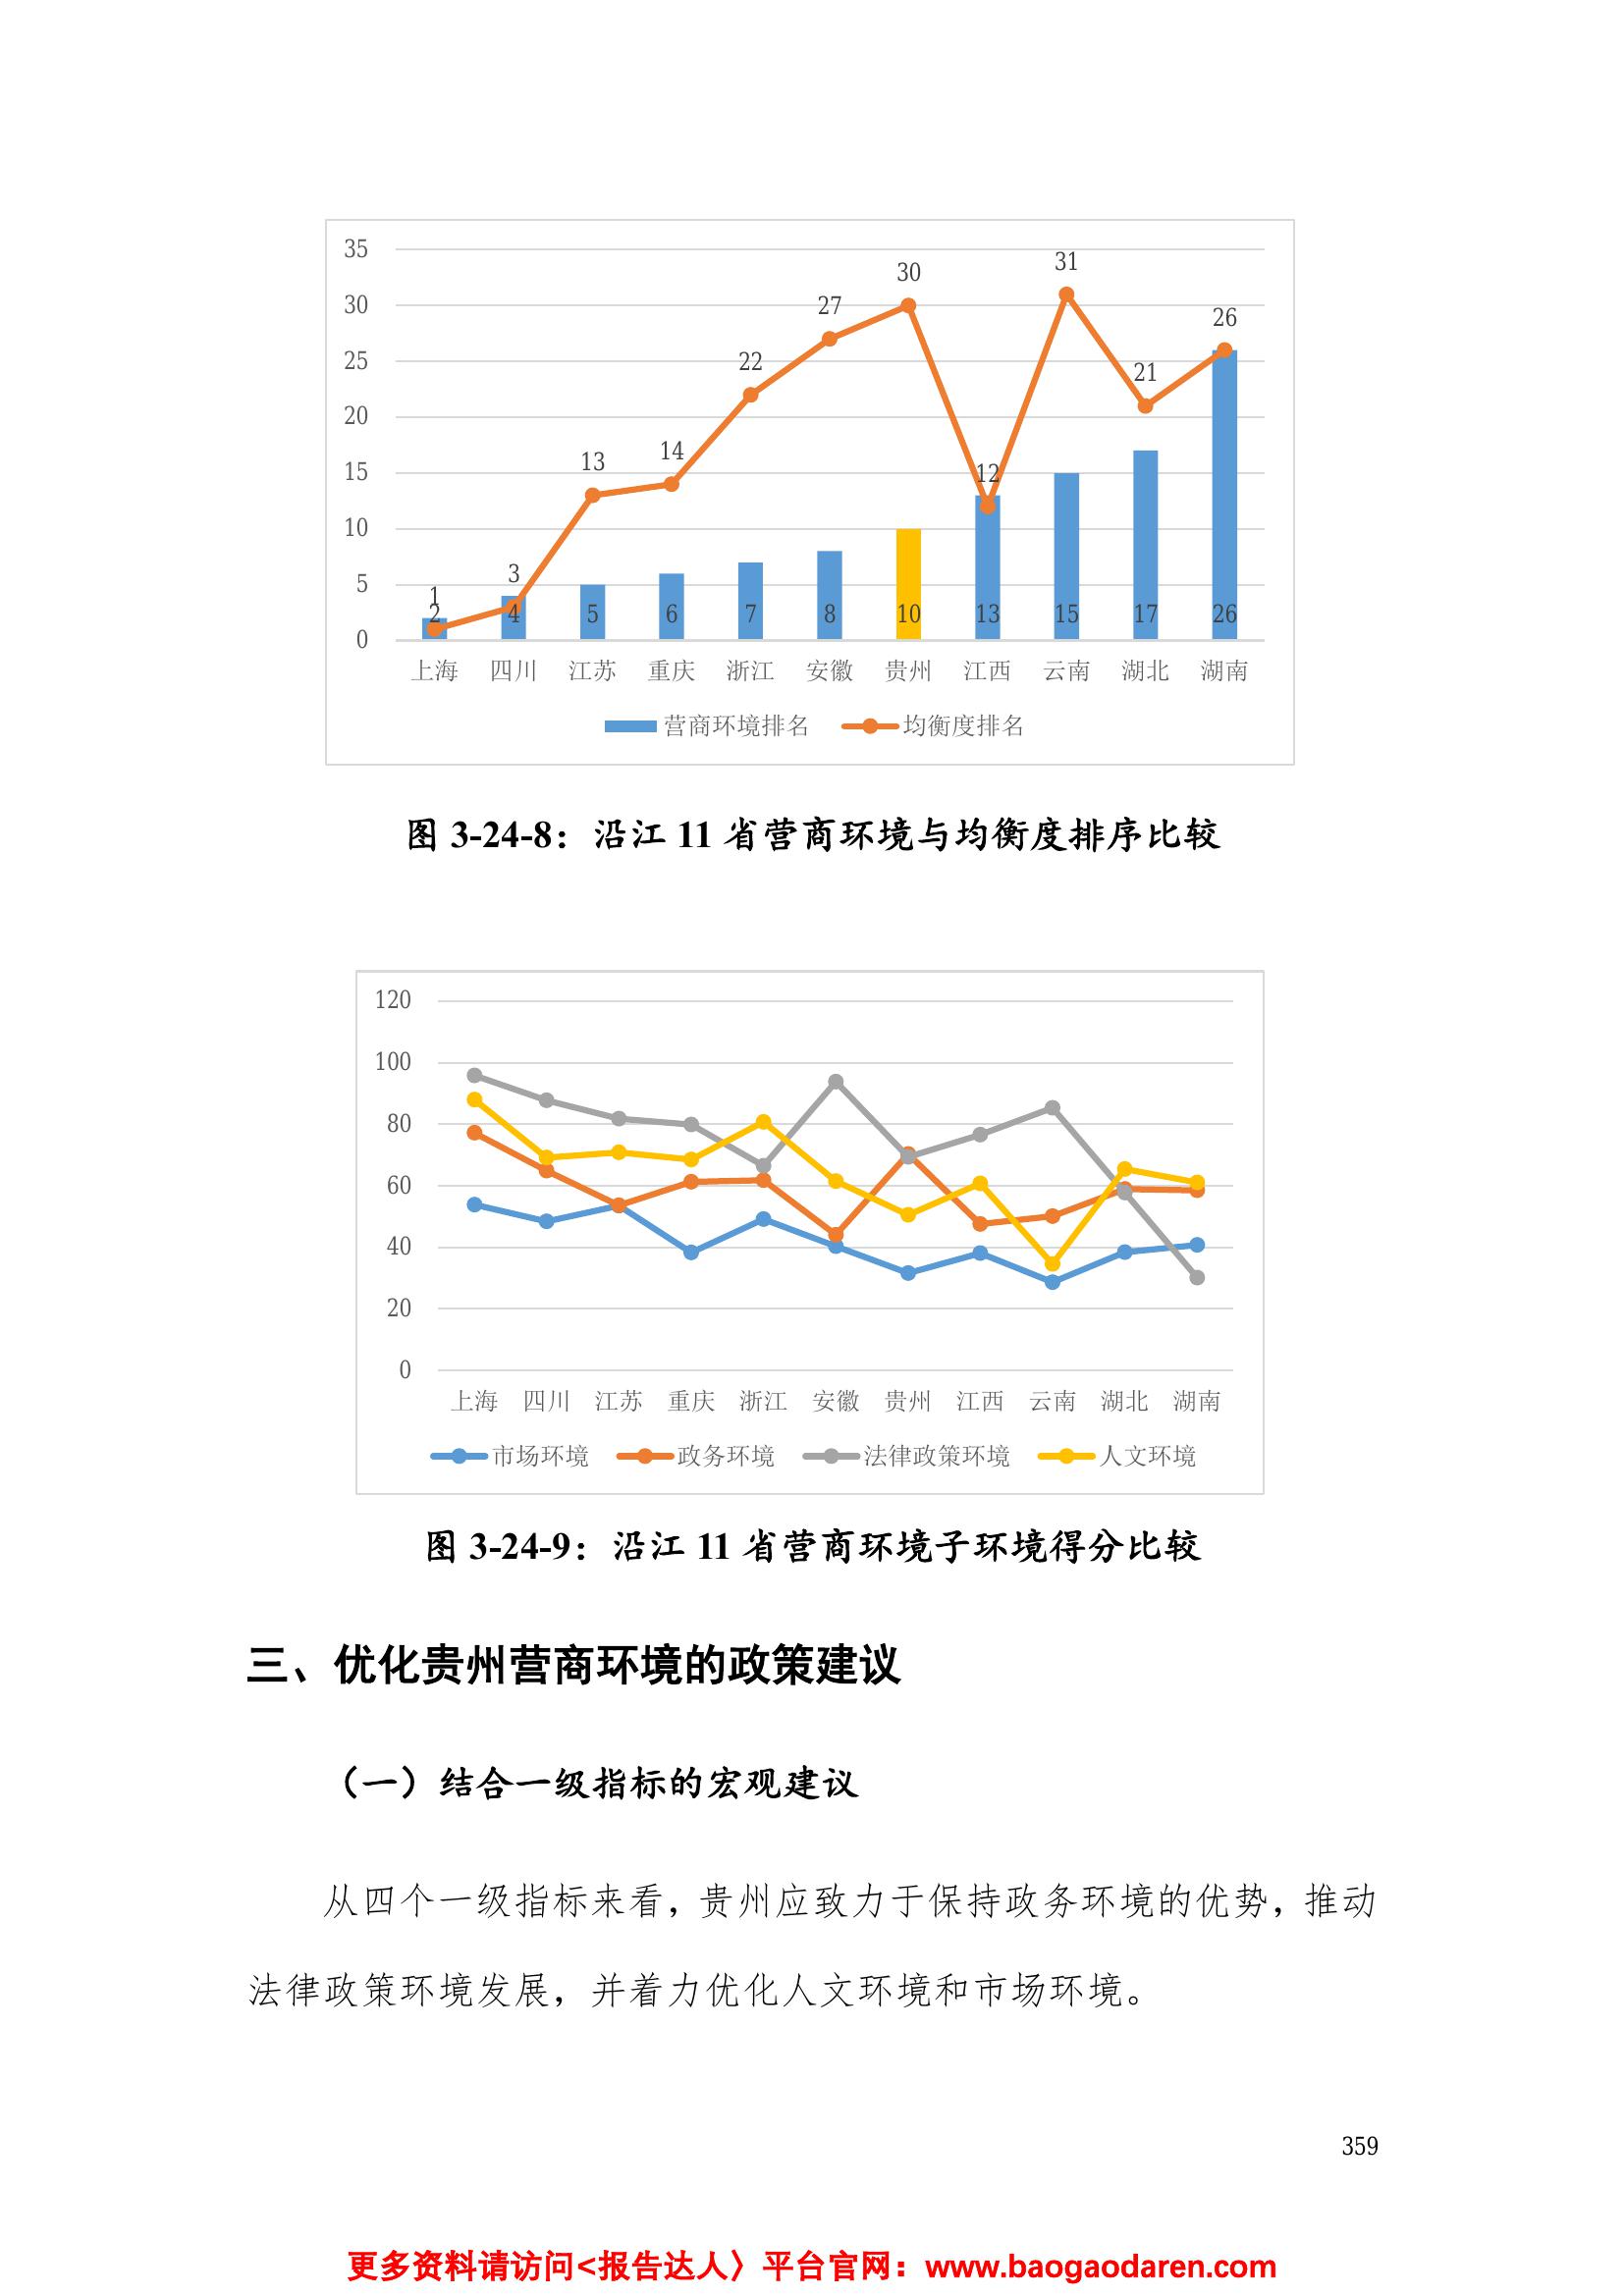 35
30
25
20
15
10
5
0
1 3 13 14 22 27 30 12 31 21 26
2 4 5 6 7 8 10 13 15 17 26
上海 四川 江苏 重庆 浙江 安徽 贵州 江西 云南 湖北 湖南
营商环境排名 均衡度排名
图 3-24-8：沿江 11 省营商环境与均衡度排序比较
120
100
80
60
40
20
0
上海 四川 江苏 重庆 浙江 安徽 贵州 江西 云南 湖北 湖南
市场环境 政务环境 法律政策环境 人文环境
图 3-24-9：沿江 11 省营商环境子环境得分比较
三、优化贵州营商环境的政策建议
（一）结合一级指标的宏观建议
从四个一级指标来看，贵州应致力于保持政务环境的优势，推动
法律政策环境发展，并着力优化人文环境和市场环境。
359
更多资料请访问<报告达人〉平台官网：www.baogaodaren.com